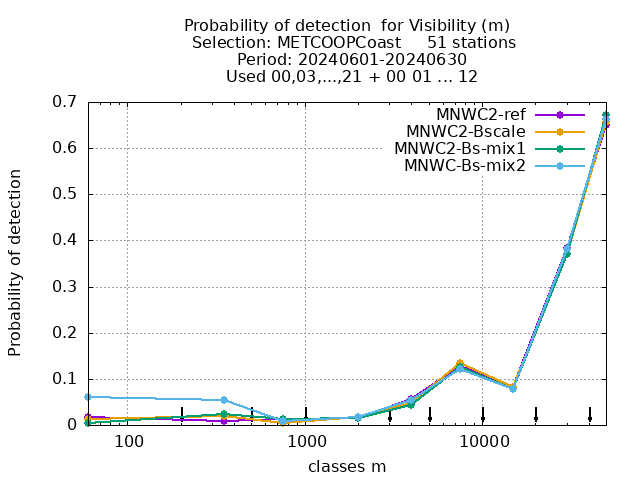 Probability of detection  for Visibility (m)
Selection: METCOOPCoast     51 stations
Period: 20240601-20240630
Used 00,03,...,21 + 00 01 ... 12
MNWC2-ref
MNWC2-Bscale
MNWC2-Bs-mix1
MNWC-Bs-mix2
Probability of detection
0.7
0.6
0.5
0.4
0.3
0.2
0.1
0
100 1000 10000
classes m